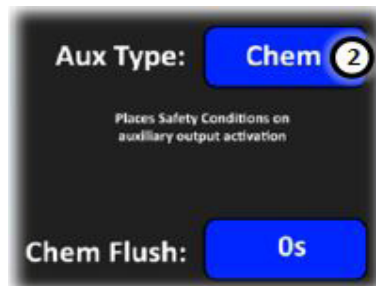 Aux Type: Chem 2
Places Safety Conditions on
auxiliary output activation
Chem Flush: 0s